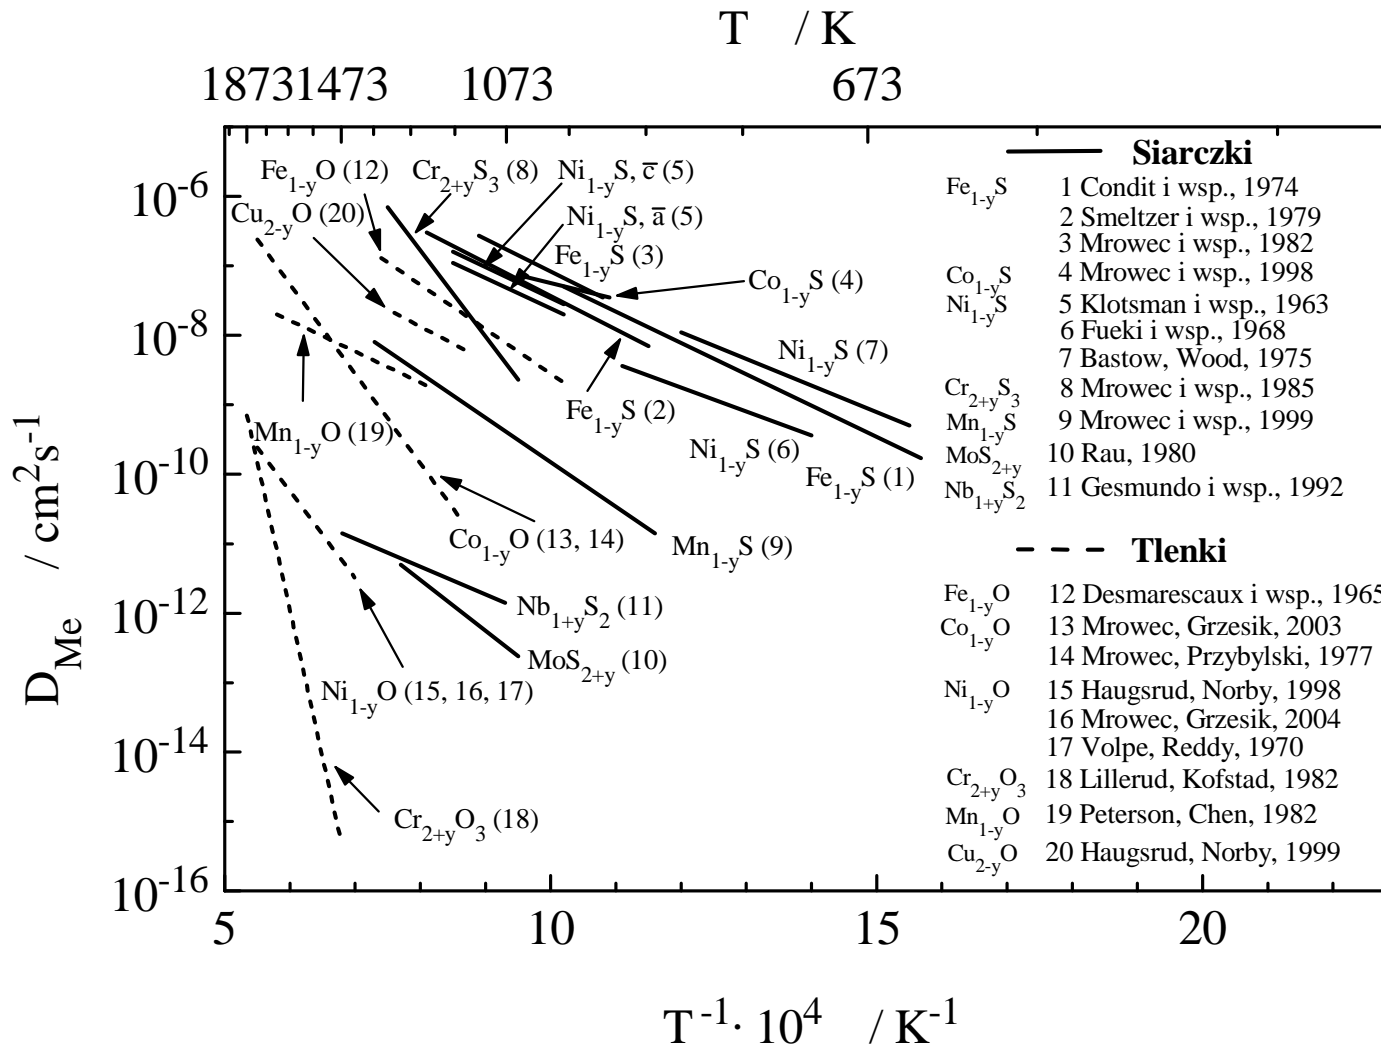 T / K
1873 1473 1073 673
D_Me / cm²s⁻¹
10⁻⁶
10⁻⁸
10⁻¹⁰
10⁻¹²
10⁻¹⁴
10⁻¹⁶
Fe₁₋yO (12)
Cr₂₊yS₃ (8)
Ni₁₋yS, c̅ (5)
Cu₂₋yO (20)
Ni₁₋yS, a̅ (5)
Fe₁₋yS (3)
Co₁₋yS (4)
Ni₁₋yS (7)
Fe₁₋yS (2)
Mn₁₋yO (19)
Ni₁₋yS (6)
Fe₁₋yS (1)
Co₁₋yO (13, 14)
Mn₁₋yS (9)
Nb₁₊yS₂ (11)
MoS₂₊y (10)
Ni₁₋yO (15, 16, 17)
Cr₂₊yO₃ (18)
Siarczki
Fe₁₋yS 1 Condit i wsp., 1974
2 Smeltzer i wsp., 1979
3 Mrowec i wsp., 1982
Co₁₋yS 4 Mrowec i wsp., 1998
Ni₁₋yS 5 Klotsman i wsp., 1963
6 Fueki i wsp., 1968
7 Bastow, Wood, 1975
Cr₂₊yS₃ 8 Mrowec i wsp., 1985
Mn₁₋yS 9 Mrowec i wsp., 1999
MoS₂₊y 10 Rau, 1980
Nb₁₊yS₂ 11 Gesmundo i wsp., 1992
Tlenki
Fe₁₋yO 12 Desmarescaux i wsp., 1965
Co₁₋yO 13 Mrowec, Grzesik, 2003
14 Mrowec, Przybylski, 1977
Ni₁₋yO 15 Haugsrud, Norby, 1998
16 Mrowec, Grzesik, 2004
17 Volpe, Reddy, 1970
Cr₂₊yO₃ 18 Lillerud, Kofstad, 1982
Mn₁₋yO 19 Peterson, Chen, 1982
Cu₂₋yO 20 Haugsrud, Norby, 1999
5 10 15 20
T⁻¹· 10⁴ / K⁻¹